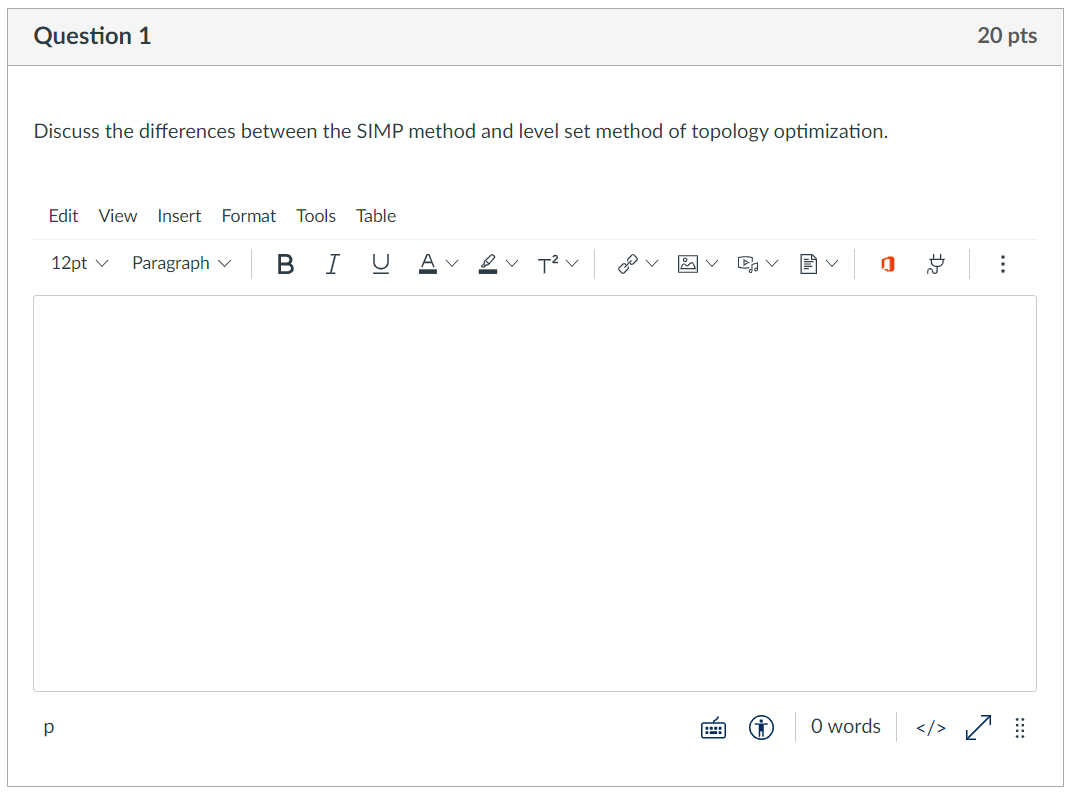 Question 1 20 pts
Discuss the differences between the SIMP method and level set method of topology optimization.
Edit View Insert Format Tools Table
12pt Paragraph B I U A T²
p 0 words </>